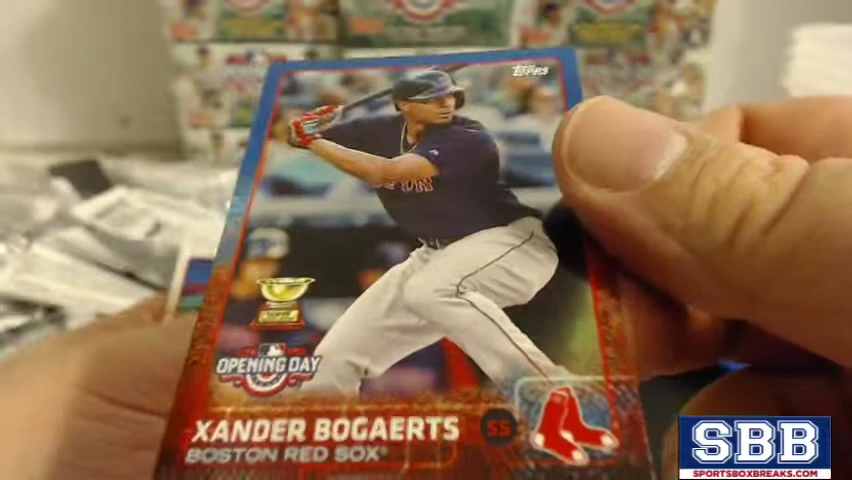 topps
OPENING DAY
XANDER BOGAERTS SS
BOSTON RED SOX
SBB
SPORTSBOXBREAKS.COM